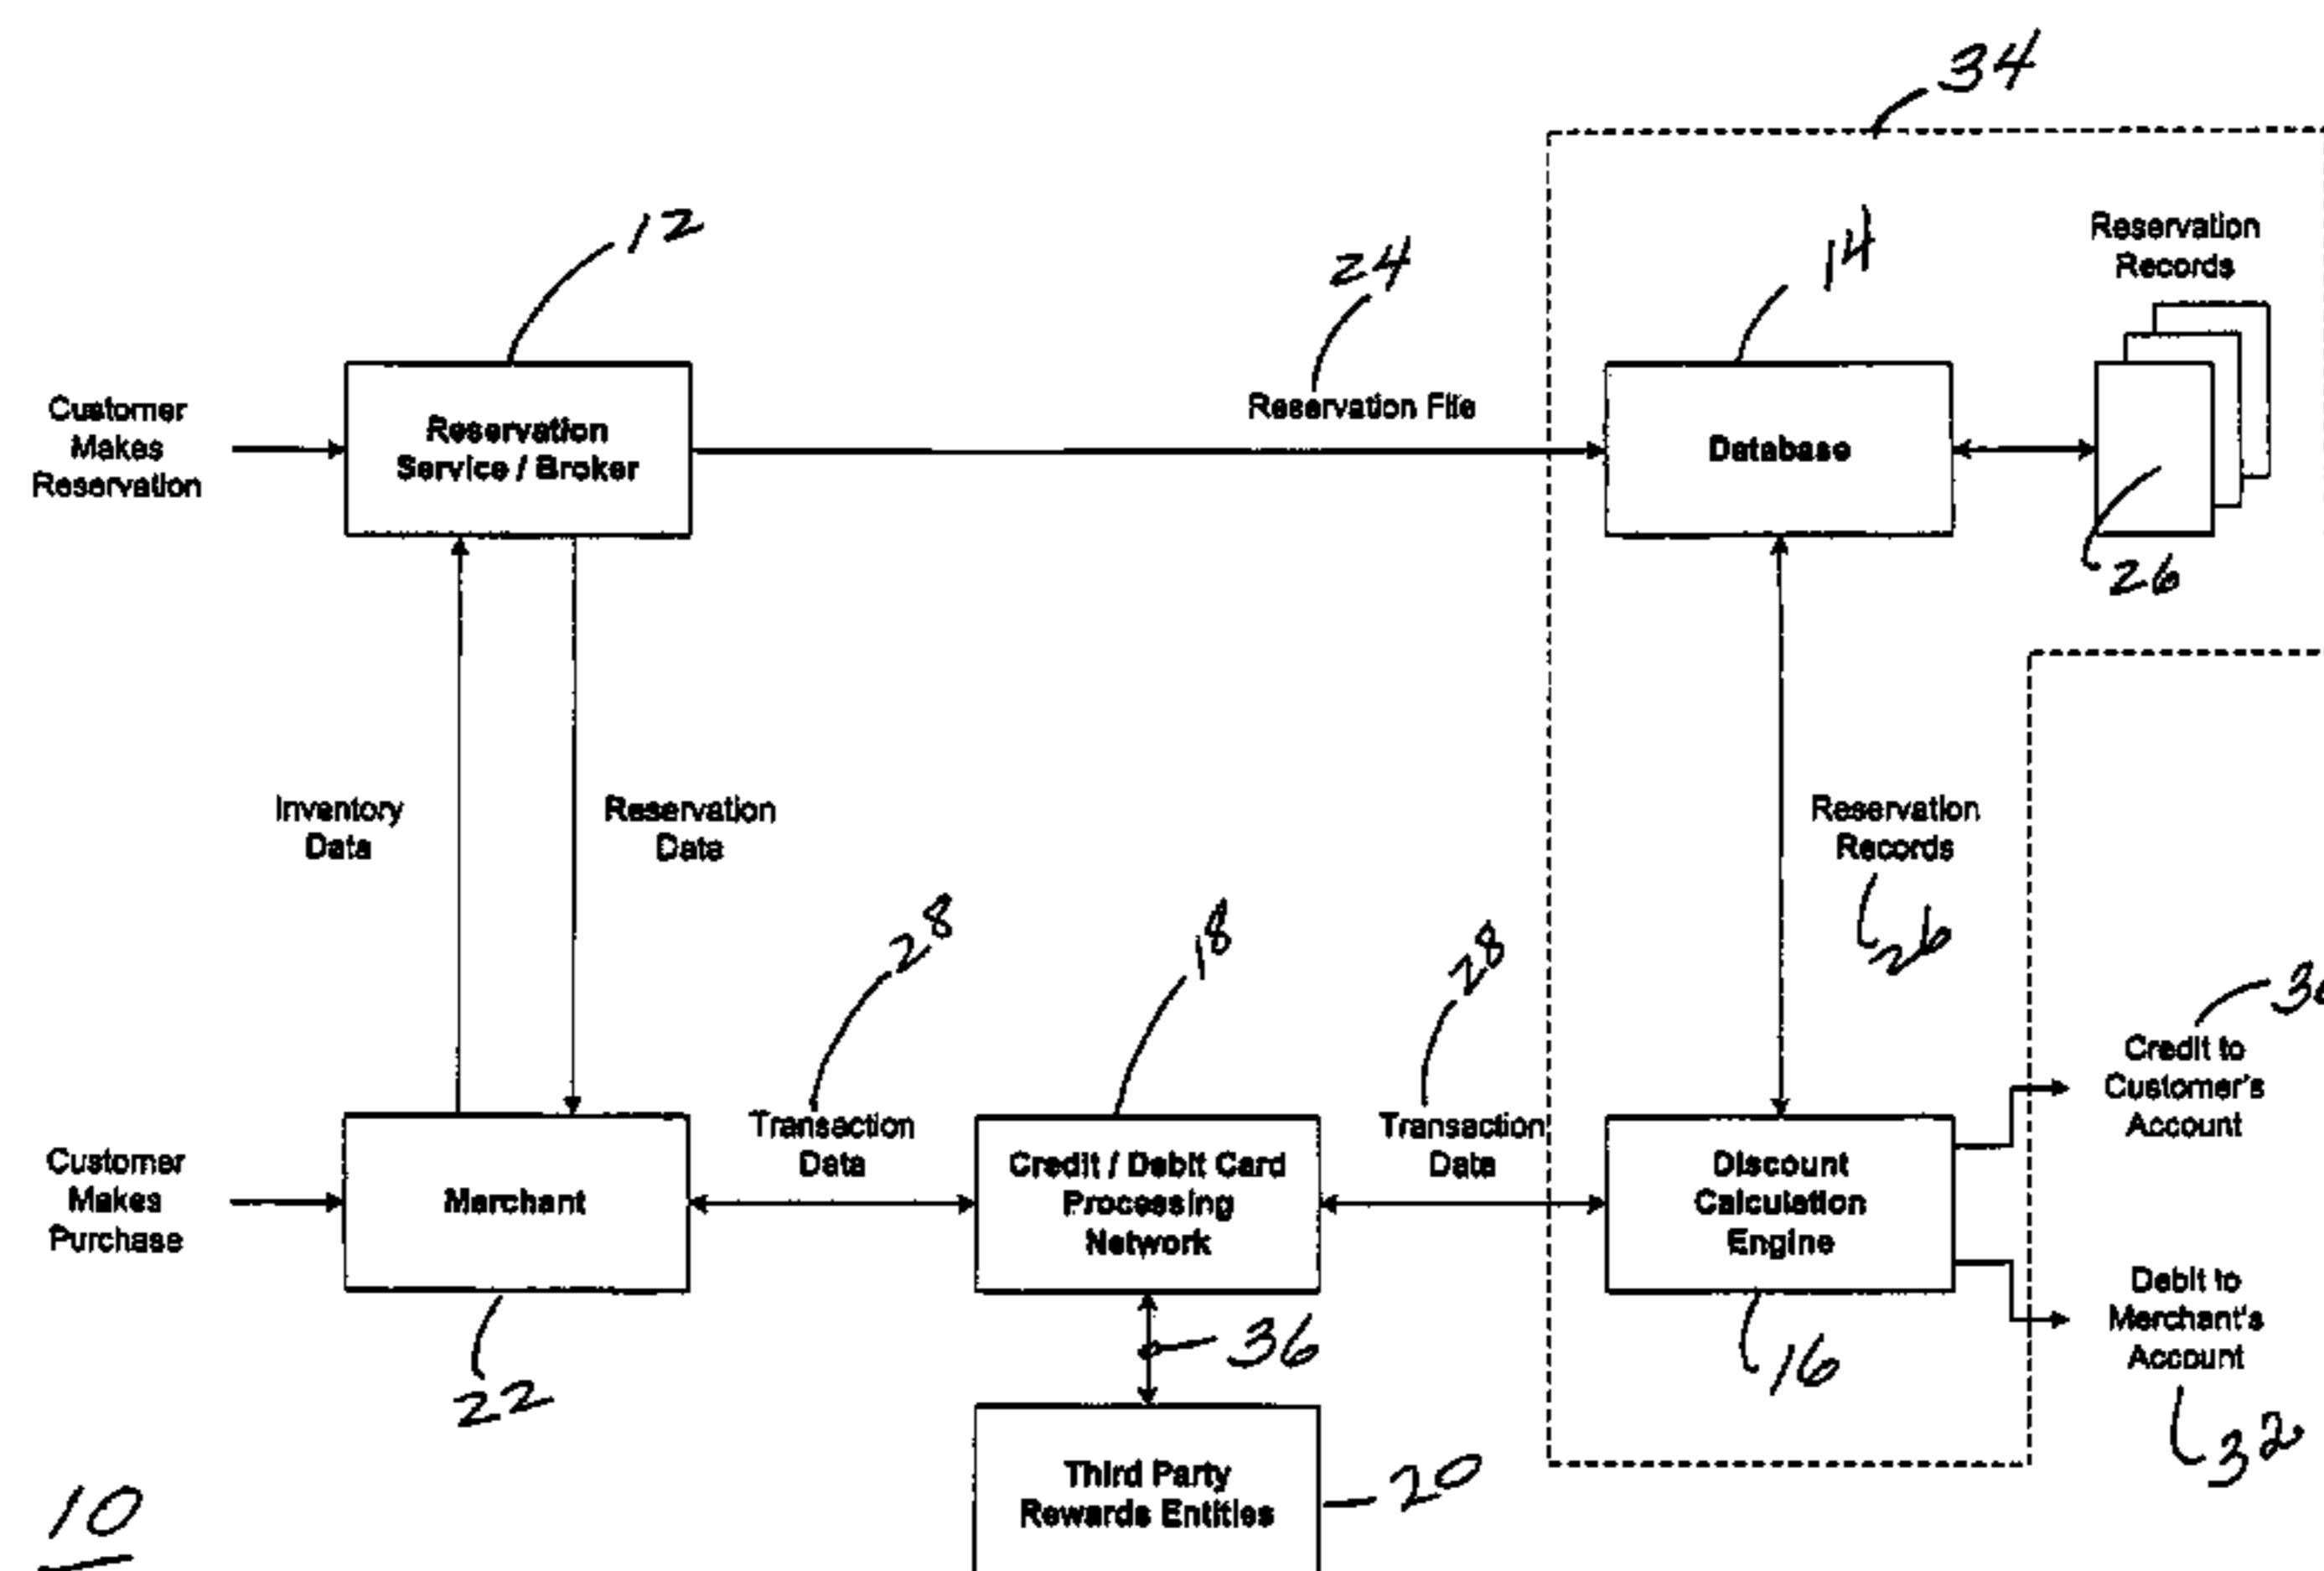 34
12
24
14
Reservation
Records
Customer
Makes
Reservation
Reservation
Service / Broker
Reservation File
Database
26
Inventory
Data
Reservation
Data
Reservation
Records
26
28
18
28
Credit to
Customer's
Account
Customer
Makes
Purchase
Merchant
Transaction
Data
Credit / Debit Card
Processing
Network
Transaction
Data
Discount
Calculation
Engine
Debit to
Merchant's
Account
22
36
16
32
Third Party
Rewards Entities
20
10